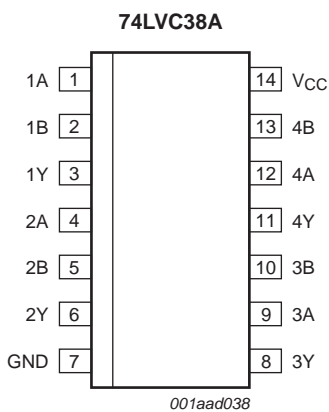 74LVC38A
1A 1 14 VCC
1B 2 13 4B
1Y 3 12 4A
2A 4 11 4Y
2B 5 10 3B
2Y 6 9 3A
GND 7 8 3Y
001aad038